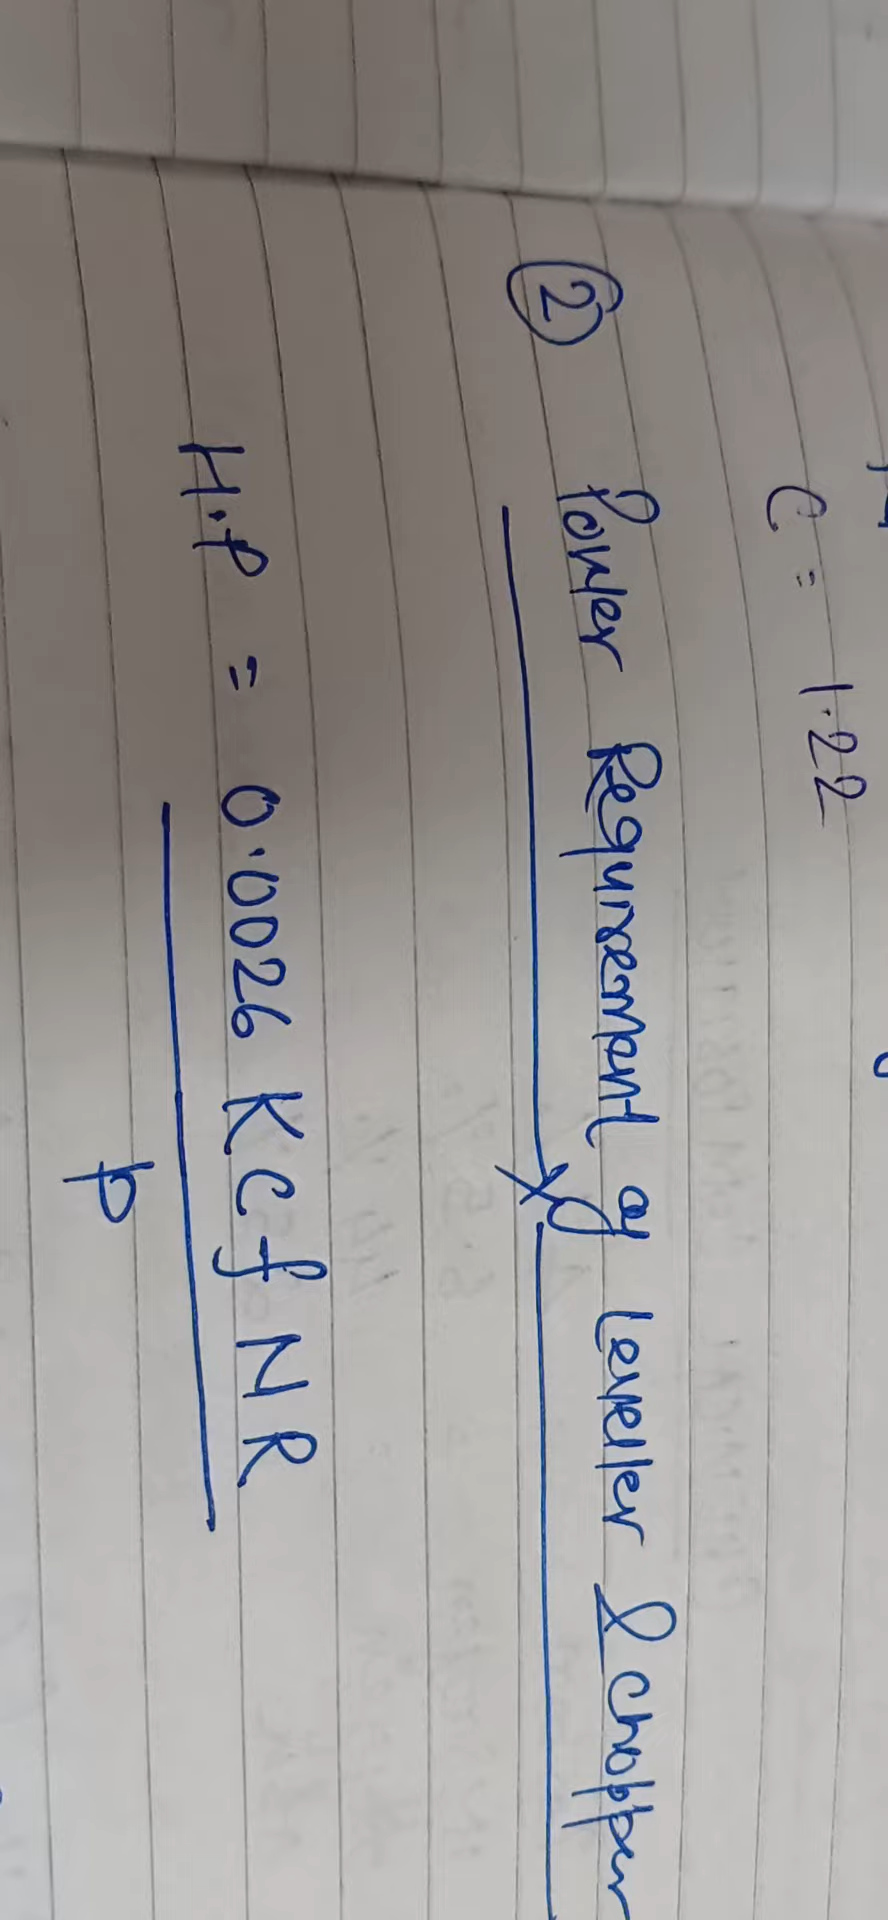 C = 1.22
② Power Requirement of Leveller & Chopper
H.P = 0.0026 K C f N R
p